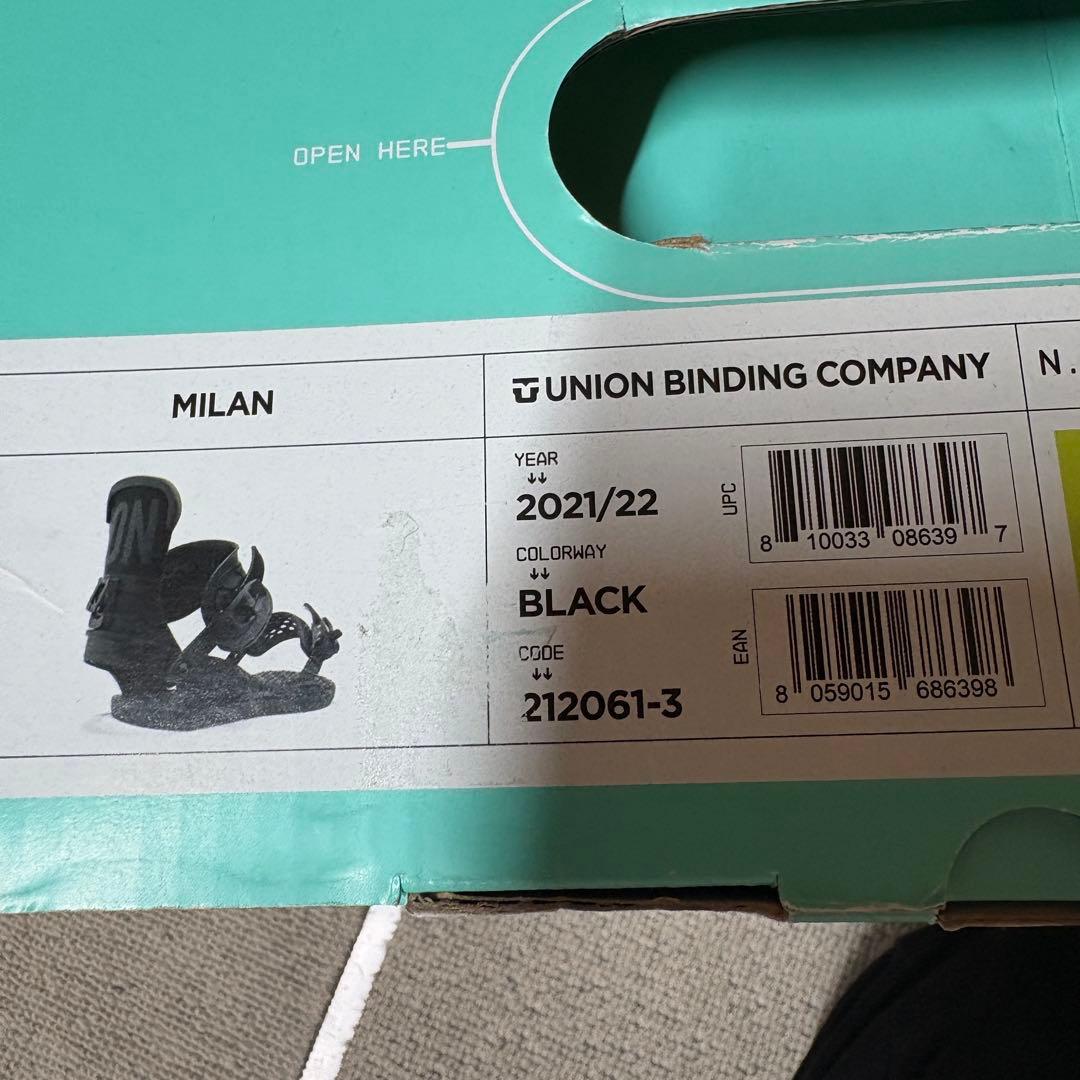 OPEN HERE
MILAN
UNION BINDING COMPANY
N.
YEAR
2021/22
COLORWAY
BLACK
CODE
212061-3
UPC
8 10033 08639 7
EAN
8 059015 686398
ON